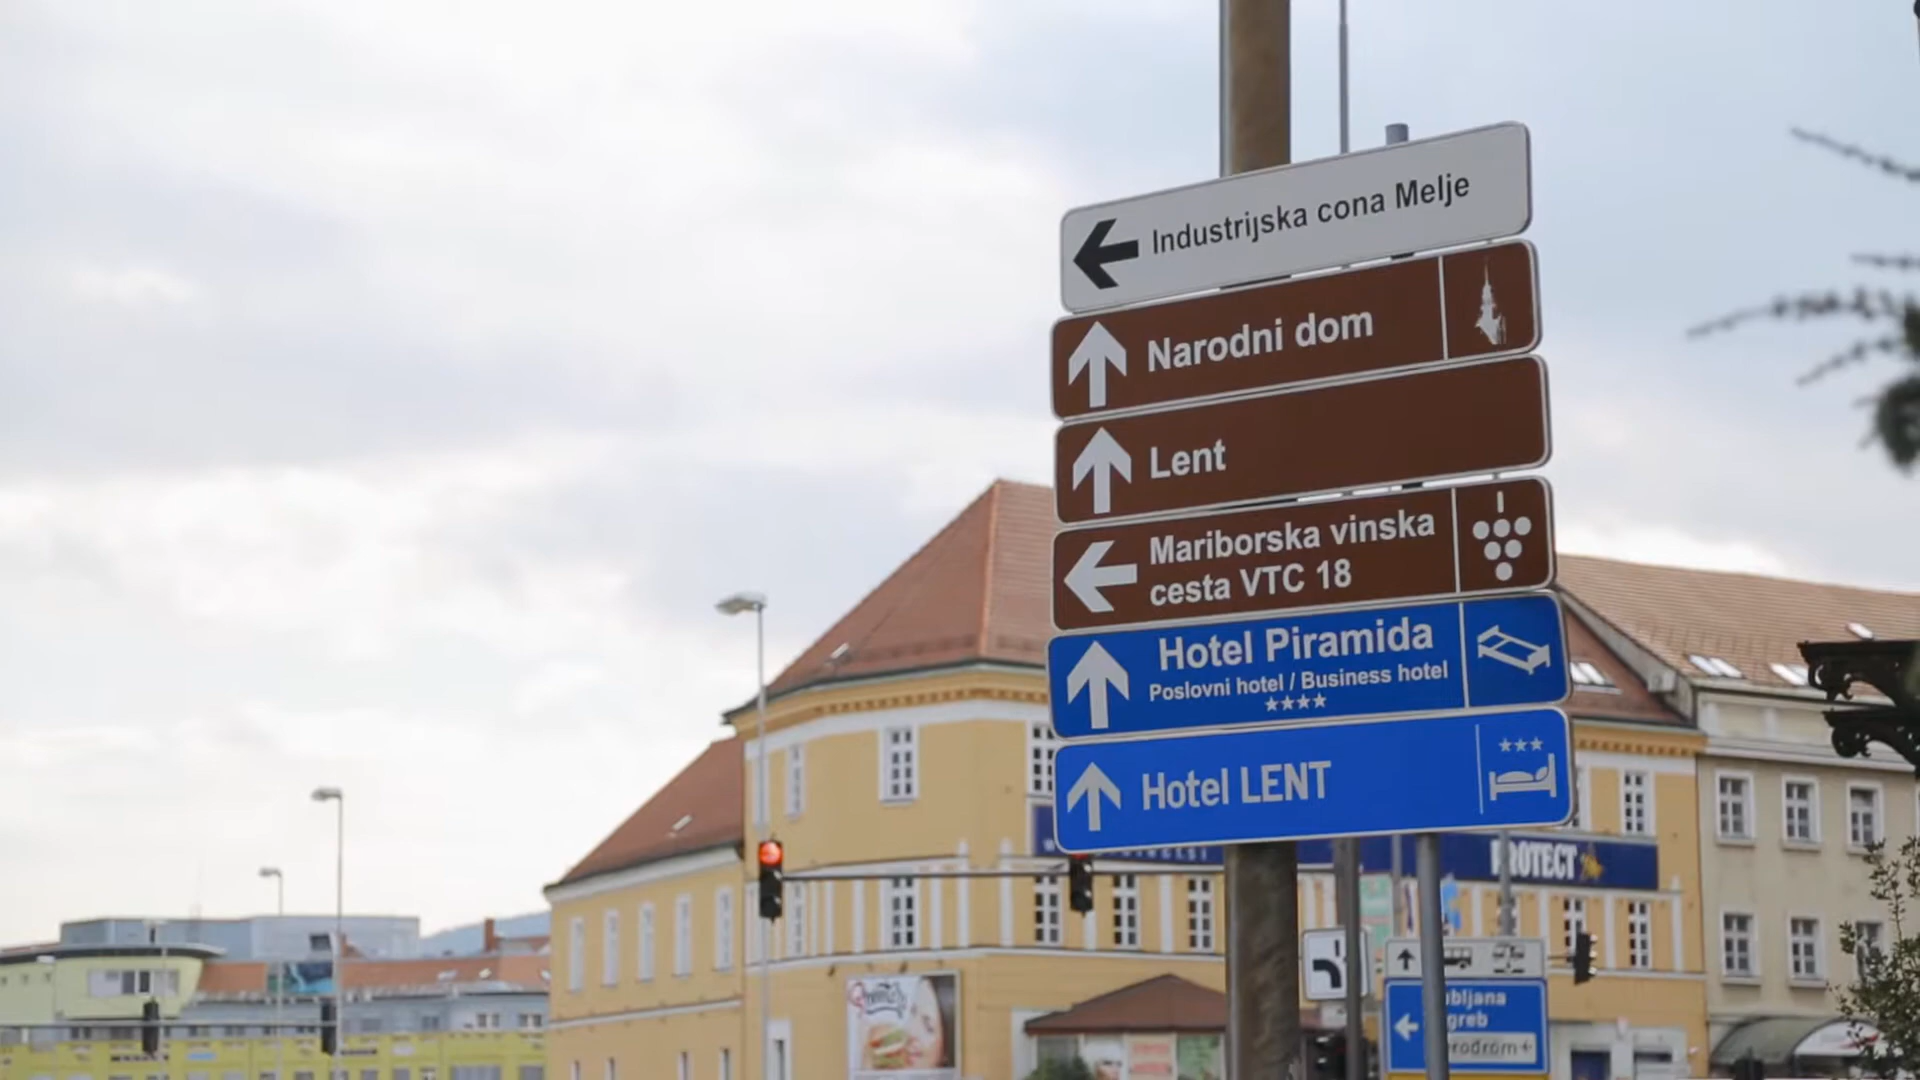 Industrijska cona Melje
Narodni dom
Lent
Mariborska vinska
cesta VTC 18
Hotel Piramida
Poslovni hotel / Business hotel
Hotel LENT
PROTECT